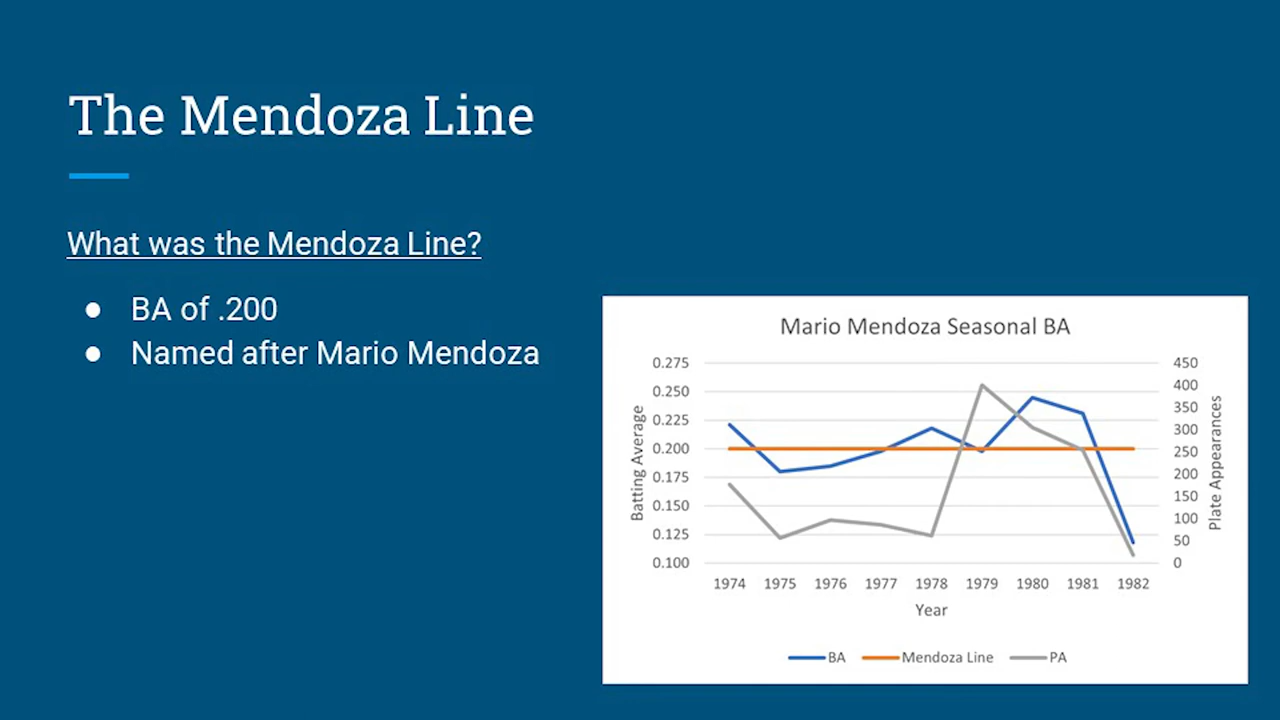 The Mendoza Line
What was the Mendoza Line?
● BA of .200
● Named after Mario Mendoza
Mario Mendoza Seasonal BA
Batting Average
0.275
0.250
0.225
0.200
0.175
0.150
0.125
0.100
450
400
350
300
250
200
150
100
50
0
Plate Appearances
1974 1975 1976 1977 1978 1979 1980 1981 1982
Year
BA Mendoza Line PA